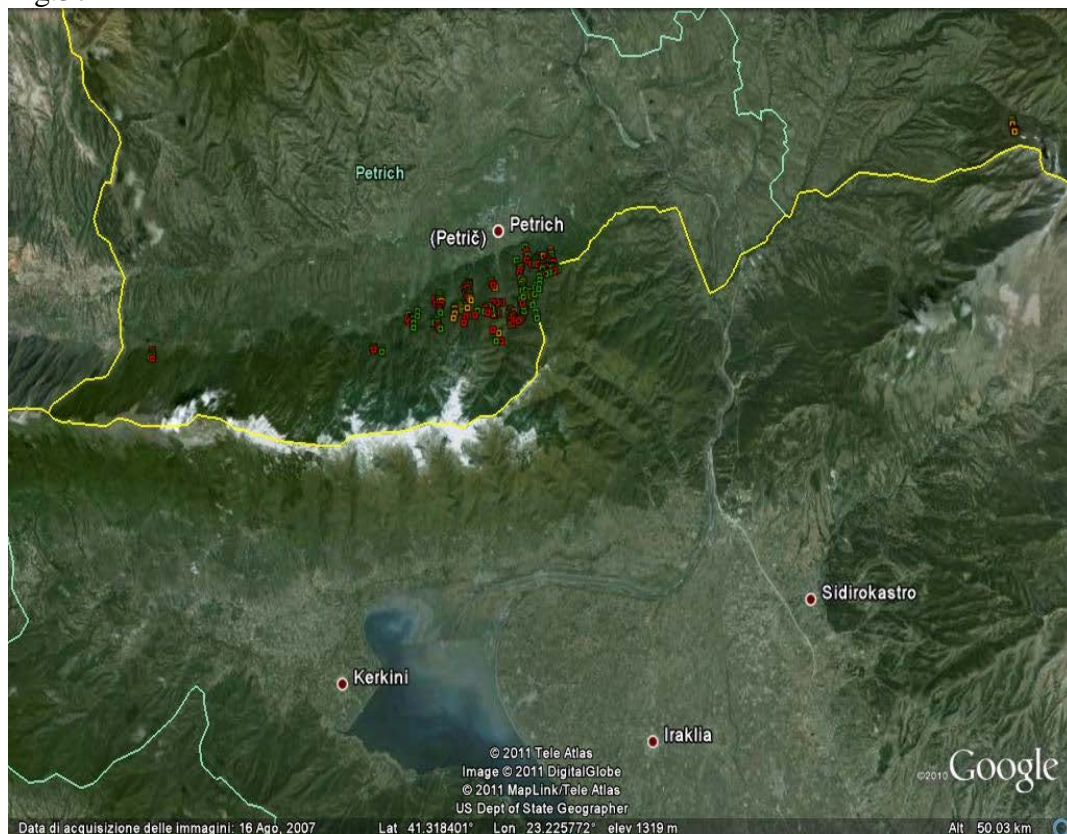 Petrich
Petrich
(Petrič)
Sidirokastro
Kerkini
Iraklia
© 2011 Tele Atlas
Image © 2011 DigitalGlobe
© 2011 MapLink/Tele Atlas
US Dept of State Geographer
©2010 Google
Data di acquisizione delle immagini: 16 Ago, 2007 Lat 41.318401° Lon 23.225772° elev 1319 m Alt 50.03 km